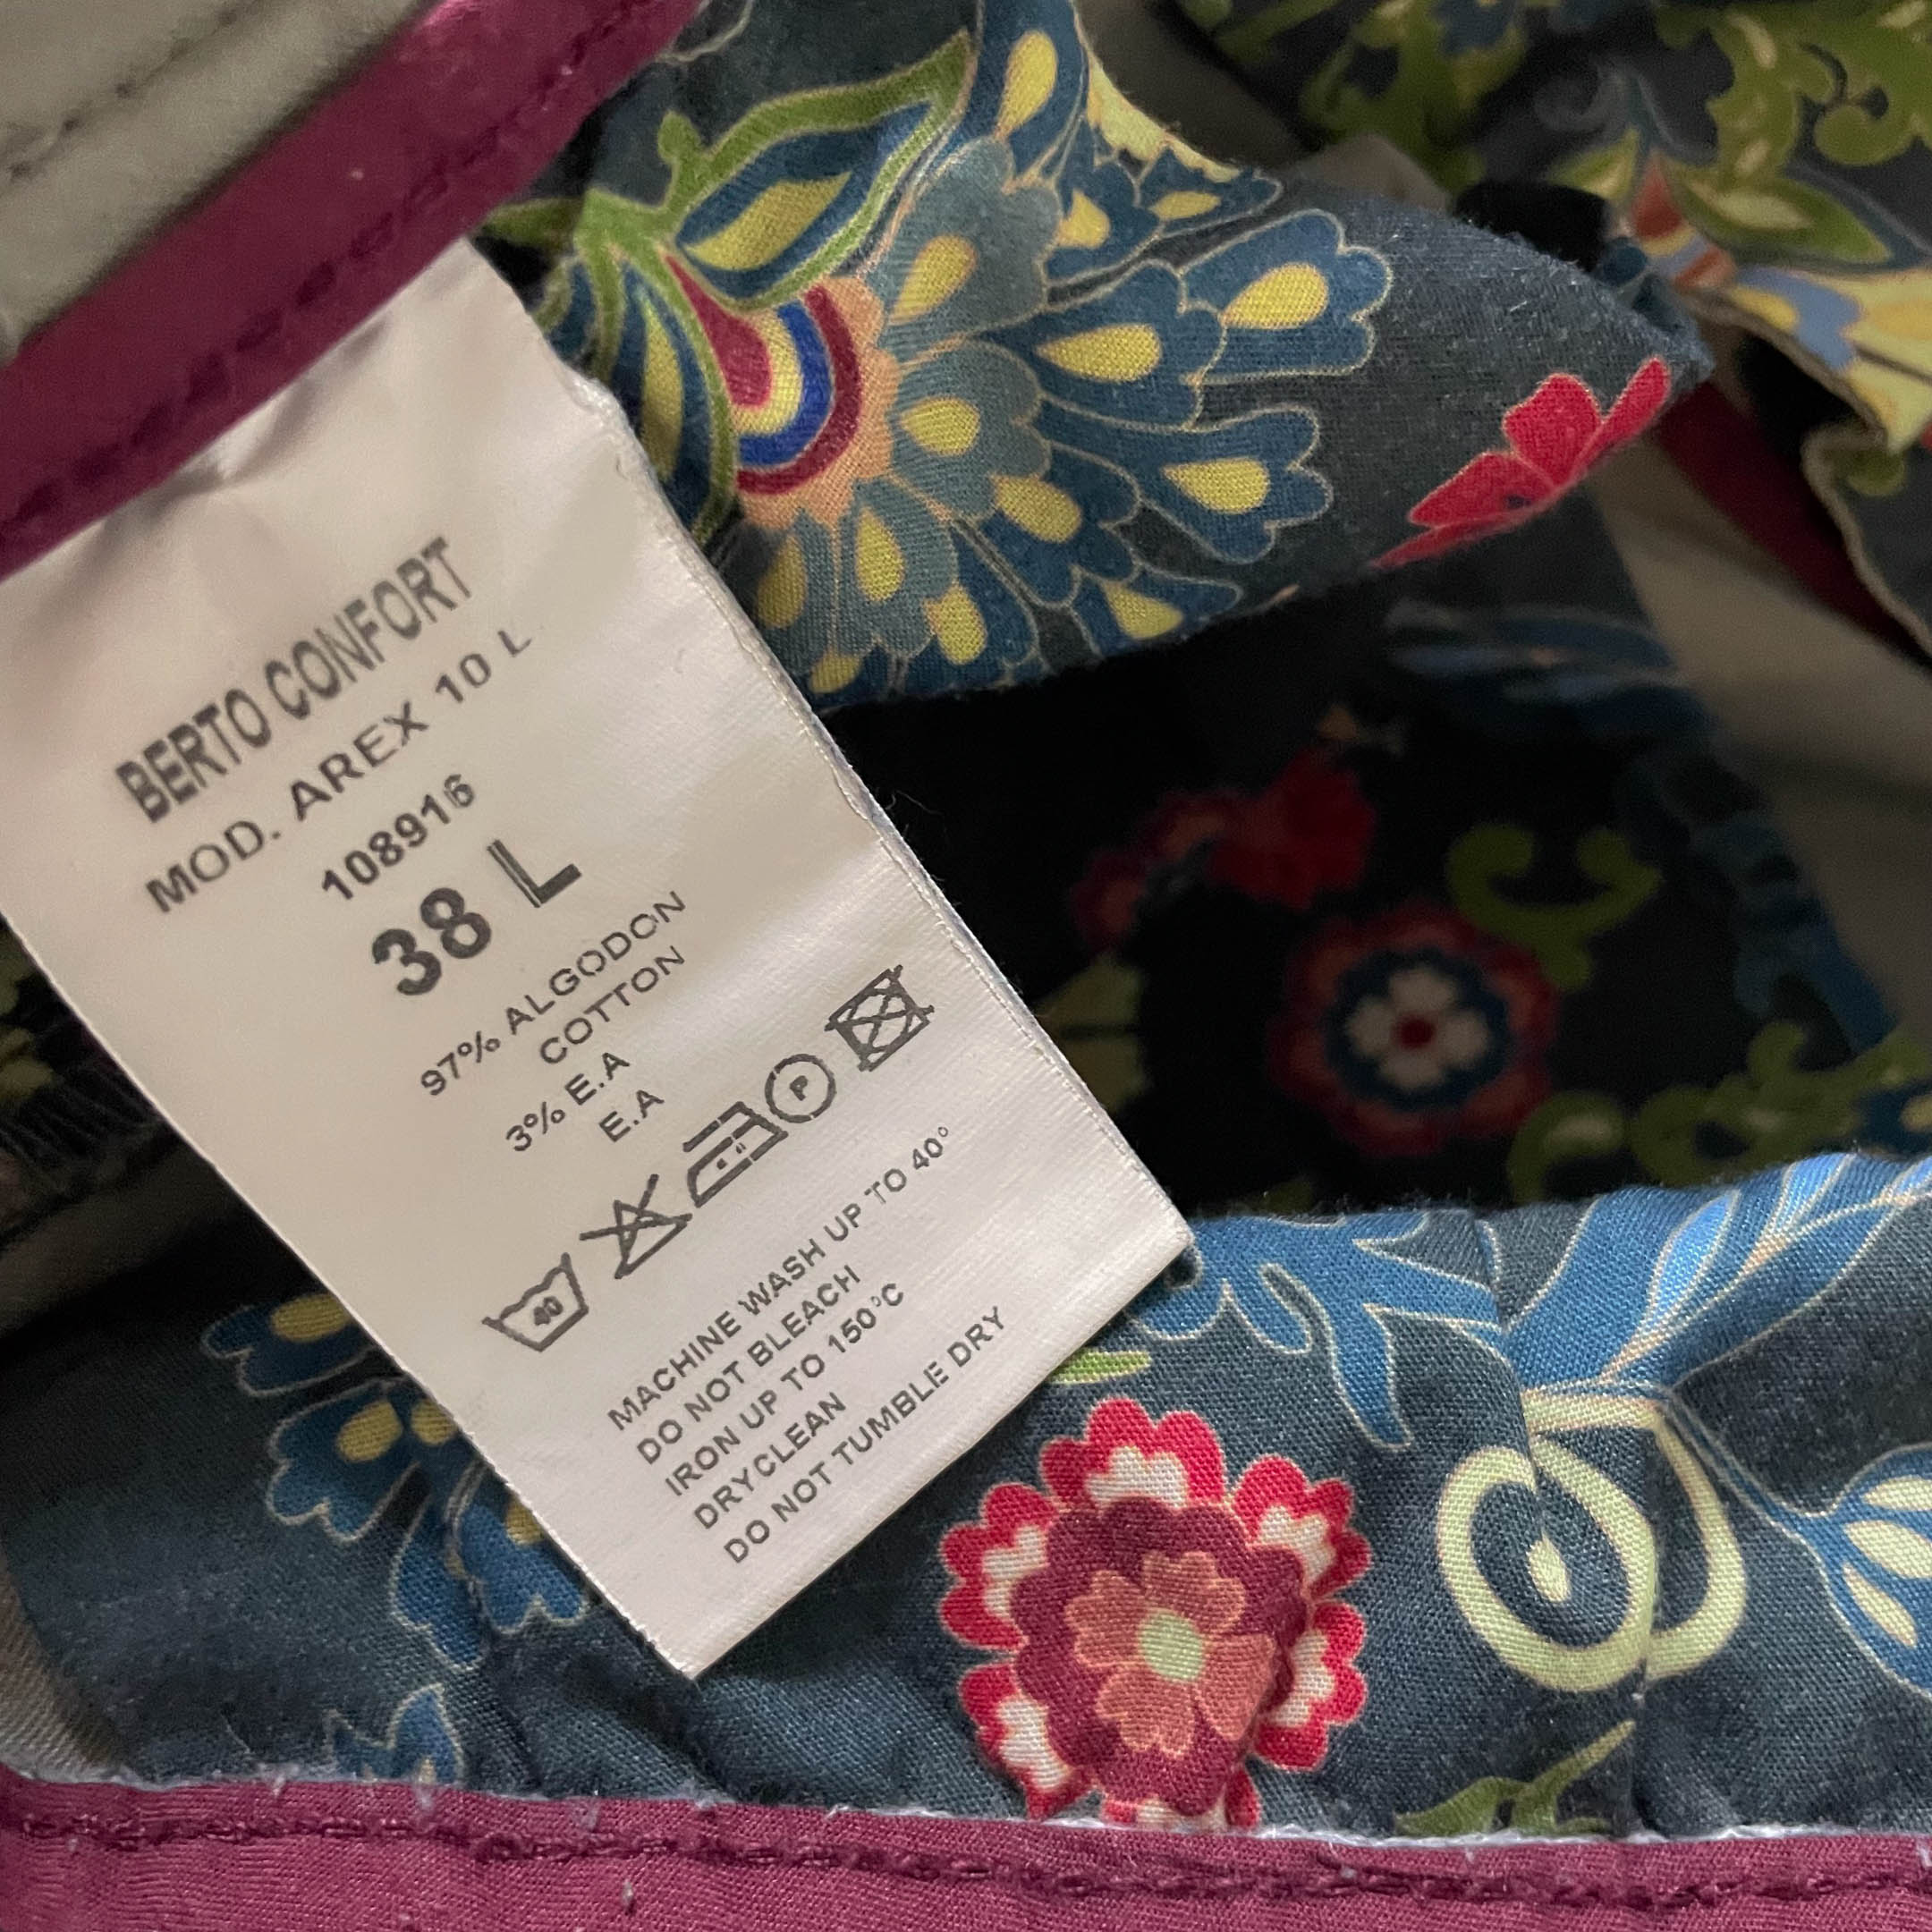 BERTO CONFORT
MOD. AREX 10 L
108916
38 L
97% ALGODON
COTTON
3% E.A
E.A
P
40
MACHINE WASH UP TO 40°
DO NOT BLEACH
IRON UP TO 150°C
DRYCLEAN
DO NOT TUMBLE DRY